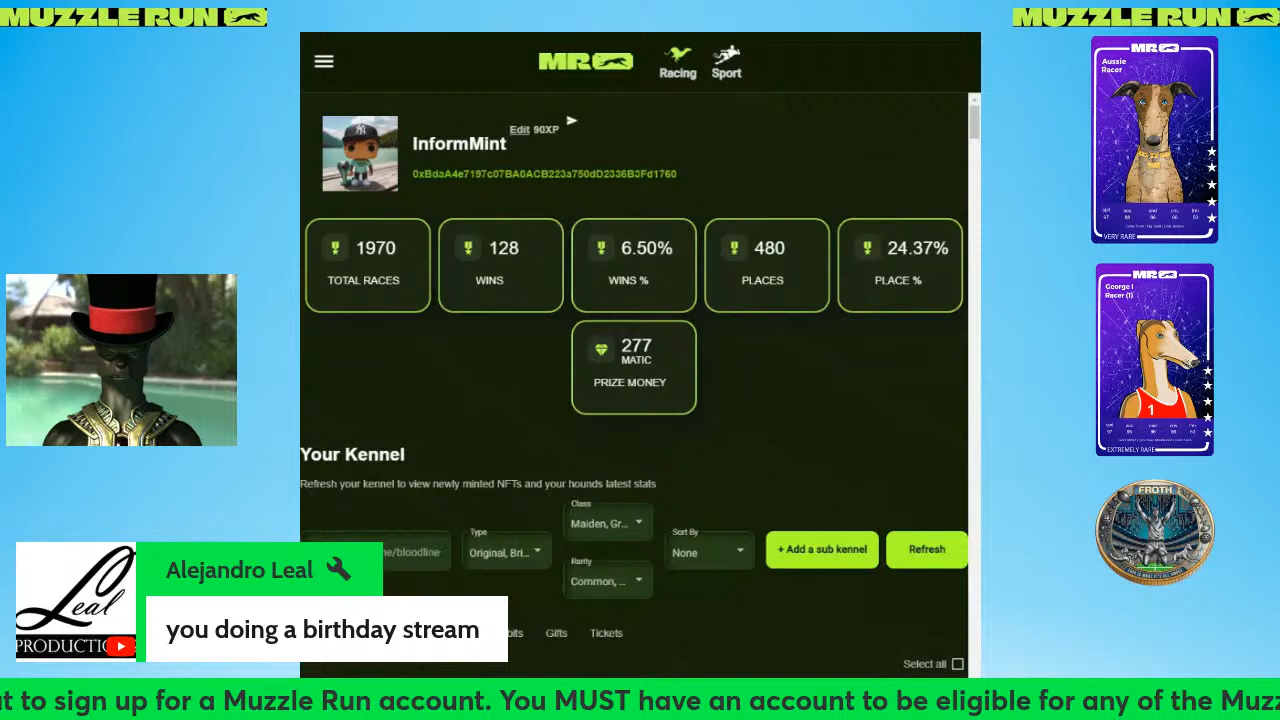 MUZZLE RUN
MUZZLE RUN
MR
Racing
Sport
InformMint
Edit 90XP
0xBdaA4e7197c07BA0ACB223a750dD2336B3Fd1760
1970
TOTAL RACES
128
WINS
6.50%
WINS %
480
PLACES
24.37%
PLACE %
277
MATIC
PRIZE MONEY
Your Kennel
Refresh your kennel to view newly minted NFTs and your hounds latest stats
ne/bloodline
Type
Original, Bri...
Class
Maiden, Gr...
Rarity
Common, ...
Sort By
None
+ Add a sub kennel
Refresh
bits
Gifts
Tickets
Select all
MR
Aussie
Racer
VERY RARE
MR
George I
Racer (1)
1
EXTREMELY RARE
FROTH
Leal
PRODUCTIO
Alejandro Leal
you doing a birthday stream
t to sign up for a Muzzle Run account. You MUST have an account to be eligible for any of the Muzz